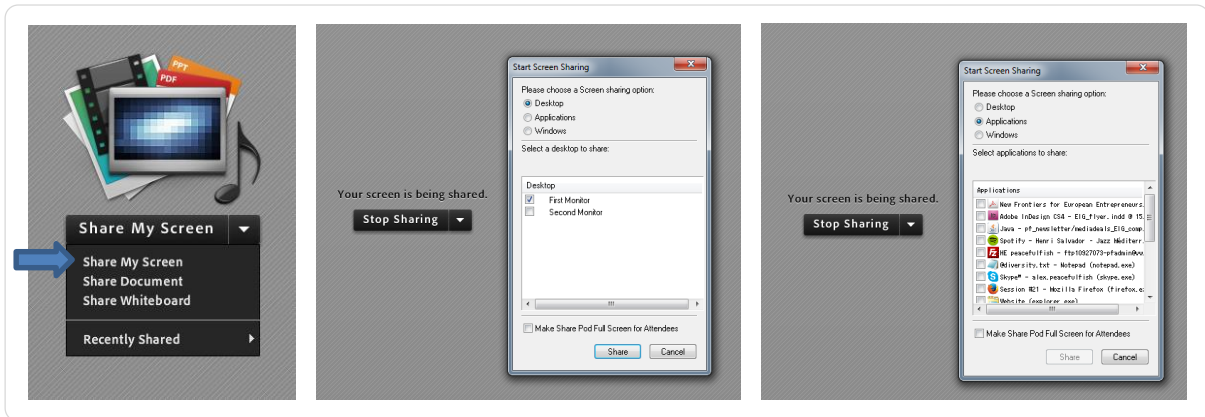 PPT
PDF
Share My Screen
Share My Screen
Share Document
Share Whiteboard
Recently Shared
Your screen is being shared.
Stop Sharing
Start Screen Sharing
Please choose a Screen sharing option:
Desktop
Applications
Windows
Select a desktop to share:
Desktop
First Monitor
Second Monitor
Make Share Pod Full Screen for Attendees
Share Cancel
Your screen is being shared.
Stop Sharing
Start Screen Sharing
Please choose a Screen sharing option:
Desktop
Applications
Windows
Select applications to share:
Applications
New Frontiers for European Entrepreneurs.
Adobe InDesign CS4 - EIG_flyer.indd @ 15.
Java - pf_newsletter/mediadeals_EIG_comp.
Spotify - Henri Salvador - Jazz Méditerr.
HE peacefulfish - ftp10927073-pfadmin@ww.
@diversity.txt - Notepad (notepad.exe)
Skype™ - alex.peacefulfish (skype.exe)
Session #21 - Mozilla Firefox (firefox.e
Website (explorer.exe)
Make Share Pod Full Screen for Attendees
Share Cancel